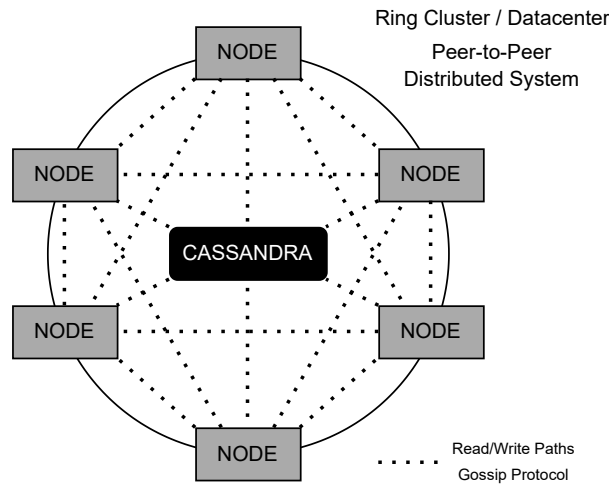 Ring Cluster / Datacenter
Peer-to-Peer
Distributed System
NODE
NODE
NODE
CASSANDRA
NODE
NODE
NODE
Read/Write Paths
Gossip Protocol